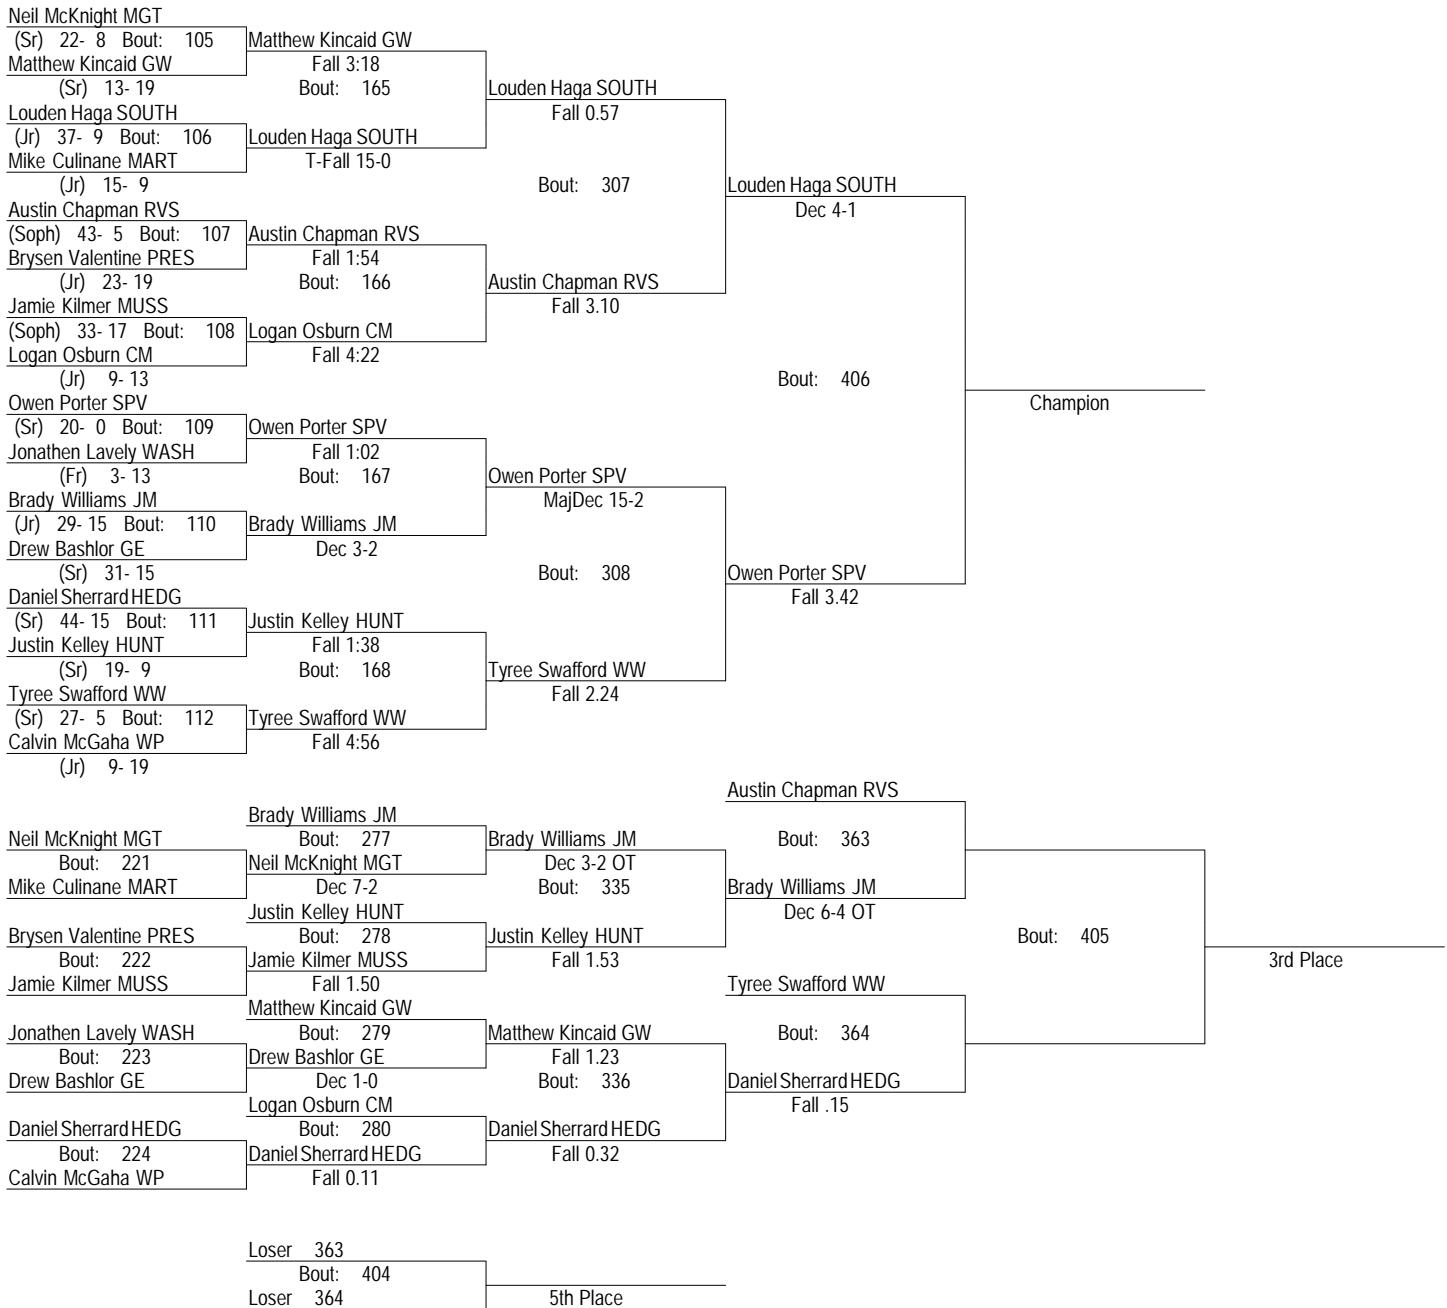 Neil McKnight MGT
(Sr) 22- 8 Bout: 105 Matthew Kincaid GW
Matthew Kincaid GW Fall 3:18
(Sr) 13- 19 Bout: 165 Louden Haga SOUTH
Louden Haga SOUTH Fall 0.57
(Jr) 37- 9 Bout: 106 Louden Haga SOUTH
Mike Culinane MART T-Fall 15-0
(Jr) 15- 9 Bout: 307 Louden Haga SOUTH
Austin Chapman RVS Dec 4-1
(Soph) 43- 5 Bout: 107 Austin Chapman RVS
Brysen Valentine PRES Fall 1:54
(Jr) 23- 19 Bout: 166 Austin Chapman RVS
Jamie Kilmer MUSS Fall 3.10
(Soph) 33- 17 Bout: 108 Logan Osburn CM
Logan Osburn CM Fall 4:22
(Jr) 9- 13 Bout: 406
Owen Porter SPV Champion
(Sr) 20- 0 Bout: 109 Owen Porter SPV
Jonathen Lavely WASH Fall 1:02
(Fr) 3- 13 Bout: 167 Owen Porter SPV
Brady Williams JM MajDec 15-2
(Jr) 29- 15 Bout: 110 Brady Williams JM
Drew Bashlor GE Dec 3-2
(Sr) 31- 15 Bout: 308 Owen Porter SPV
Daniel Sherrard HEDG Fall 3.42
(Sr) 44- 15 Bout: 111 Justin Kelley HUNT
Justin Kelley HUNT Fall 1:38
(Sr) 19- 9 Bout: 168 Tyree Swafford WW
Tyree Swafford WW Fall 2.24
(Sr) 27- 5 Bout: 112 Tyree Swafford WW
Calvin McGaha WP Fall 4:56
(Jr) 9- 19
Austin Chapman RVS
Brady Williams JM
Neil McKnight MGT Bout: 277 Brady Williams JM Bout: 363
Bout: 221 Neil McKnight MGT Dec 3-2 OT
Mike Culinane MART Dec 7-2 Bout: 335 Brady Williams JM
Justin Kelley HUNT Dec 6-4 OT
Brysen Valentine PRES Bout: 278 Justin Kelley HUNT Bout: 405
Bout: 222 Jamie Kilmer MUSS Fall 1.53 3rd Place
Jamie Kilmer MUSS Fall 1.50 Tyree Swafford WW
Matthew Kincaid GW
Jonathen Lavely WASH Bout: 279 Matthew Kincaid GW Bout: 364
Bout: 223 Drew Bashlor GE Fall 1.23
Drew Bashlor GE Dec 1-0 Bout: 336 Daniel Sherrard HEDG
Logan Osburn CM Fall .15
Daniel Sherrard HEDG Bout: 280 Daniel Sherrard HEDG
Bout: 224 Daniel Sherrard HEDG Fall 0.32
Calvin McGaha WP Fall 0.11
Loser 363
Bout: 404
Loser 364 5th Place